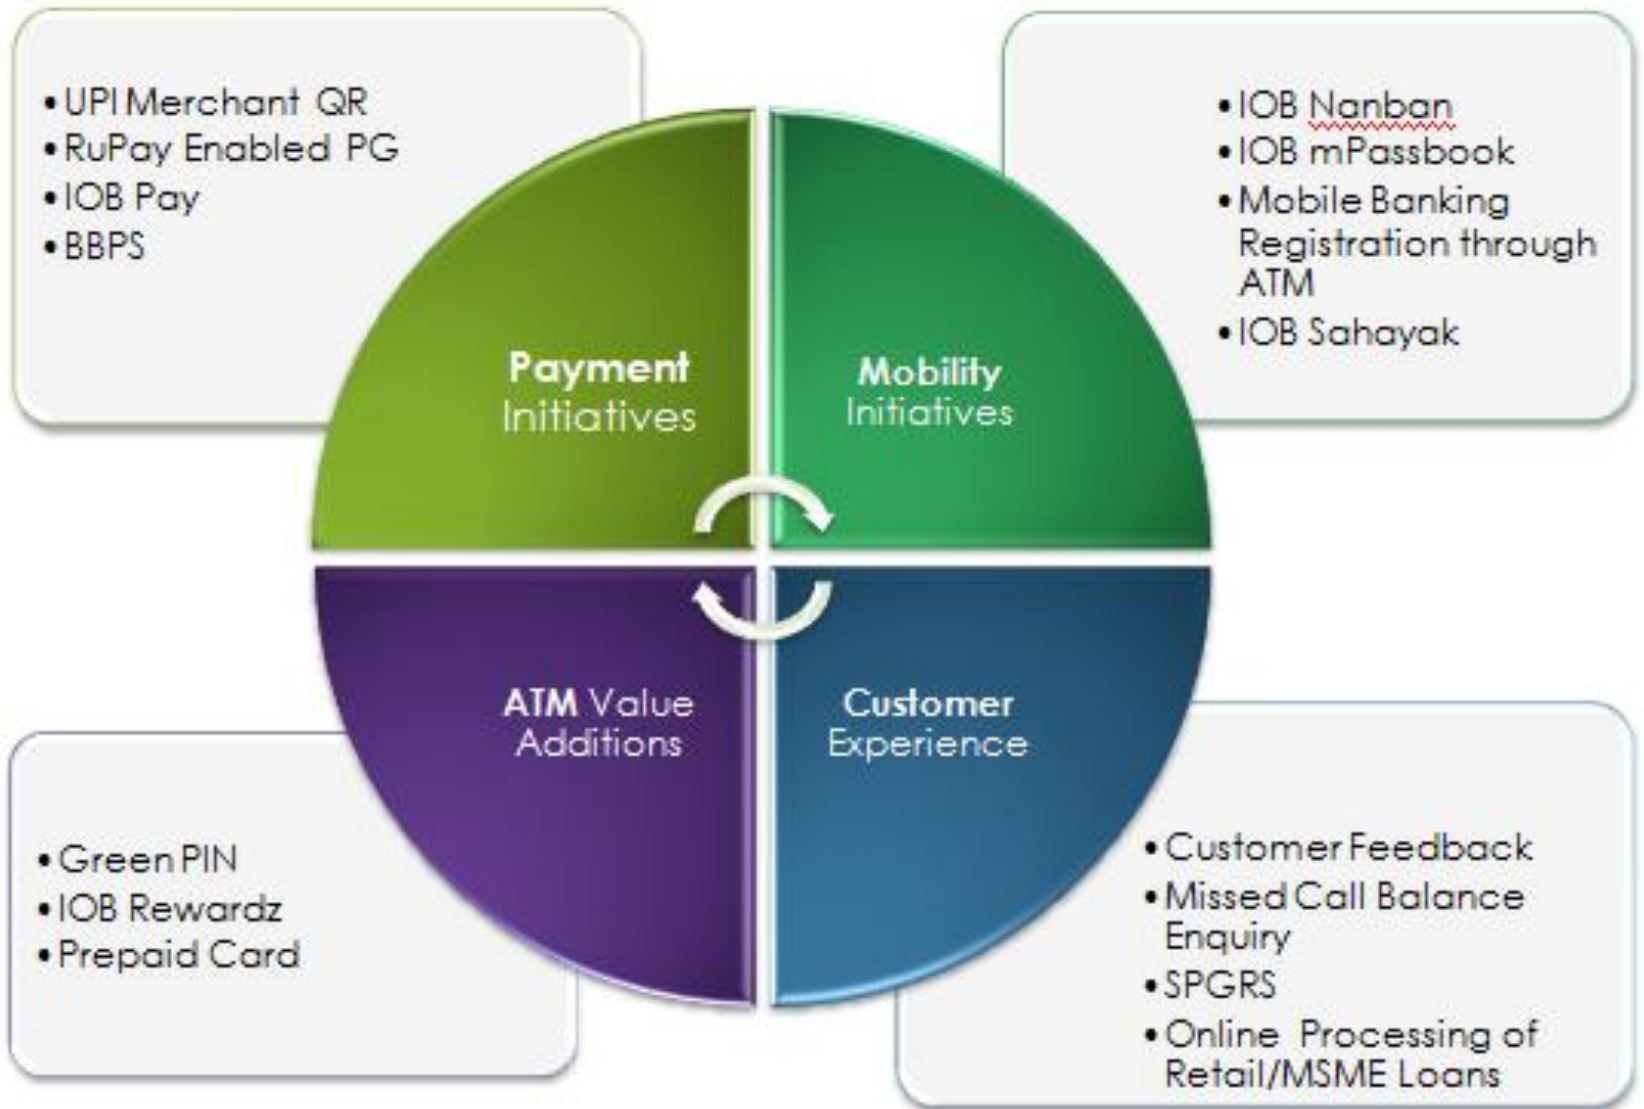 • UPI Merchant QR
• RuPay Enabled PG
• IOB Pay
• BBPS
• IOB Nanban
• IOB mPassbook
• Mobile Banking
Registration through
ATM
• IOB Sahayak
Payment
Initiatives
Mobility
Initiatives
ATM Value
Additions
Customer
Experience
• Green PIN
• IOB Rewardz
• Prepaid Card
• Customer Feedback
• Missed Call Balance
Enquiry
• SPGRS
• Online Processing of
Retail/MSME Loans